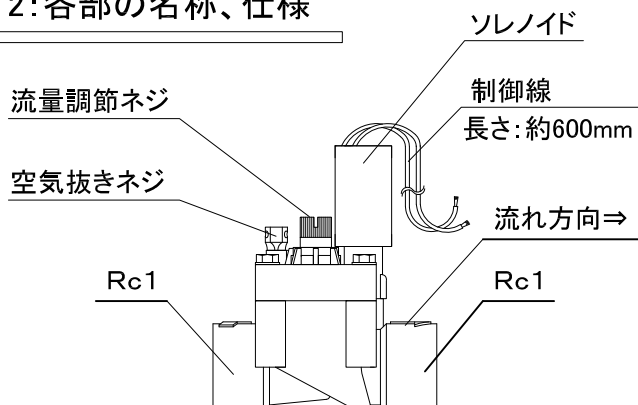 2:各部の名称、仕様
ソレノイド
流量調節ネジ
制御線
長さ:約600mm
空気抜きネジ
流れ方向⇒
Rc1
Rc1